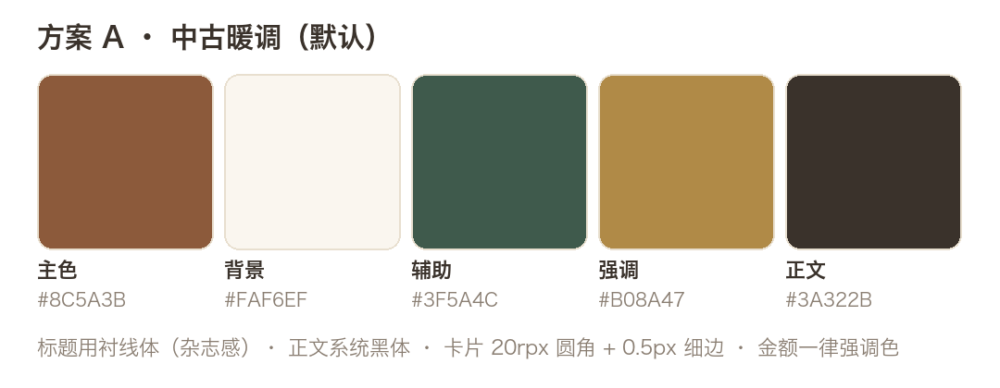 方案 A · 中古暖调（默认）
主色 背景 辅助 强调 正文
#8C5A3B #FAF6EF #3F5A4C #B08A47 #3A322B
标题用衬线体（杂志感） · 正文系统黑体 · 卡片 20rpx 圆角 + 0.5px 细边 · 金额一律强调色